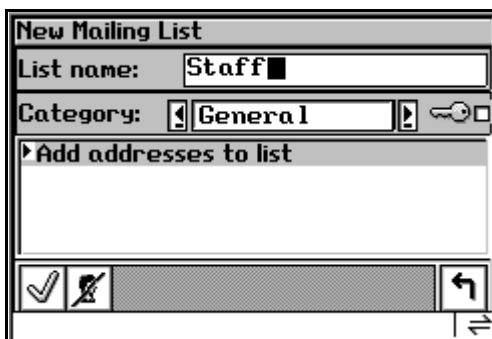 New Mailing List
List name: Staff
Category: General
Add addresses to list